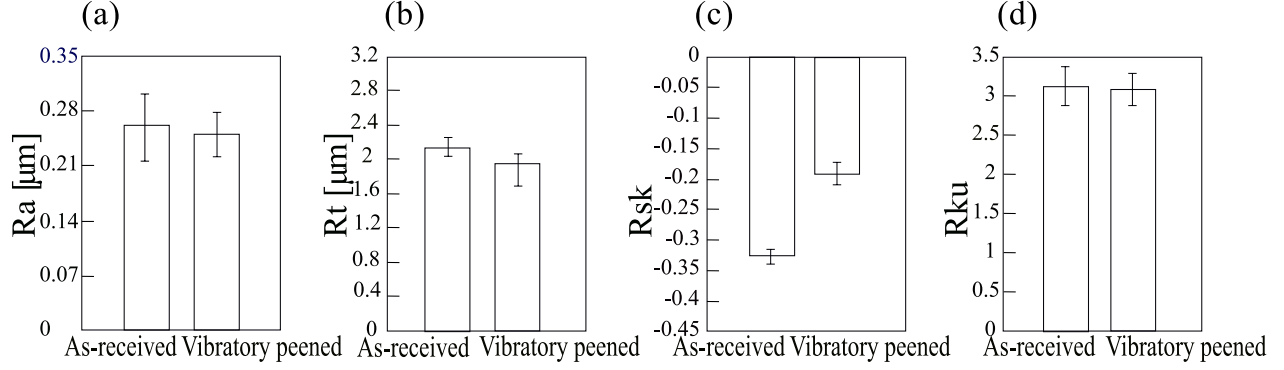 (a)
(b)
(c)
(d)
Ra [μm]
0.35
0.28
0.21
0.14
0.07
0
As-received Vibratory peened
Rt [μm]
3.2
2.8
2.4
2
1.6
1.2
0.8
0.4
0
As-received Vibratory peened
Rsk
0
-0.05
-0.1
-0.15
-0.2
-0.25
-0.3
-0.35
-0.4
-0.45
As-received Vibratory peened
Rku
3.5
3
2.5
2
1.5
1
0.5
0
As-received Vibratory peened